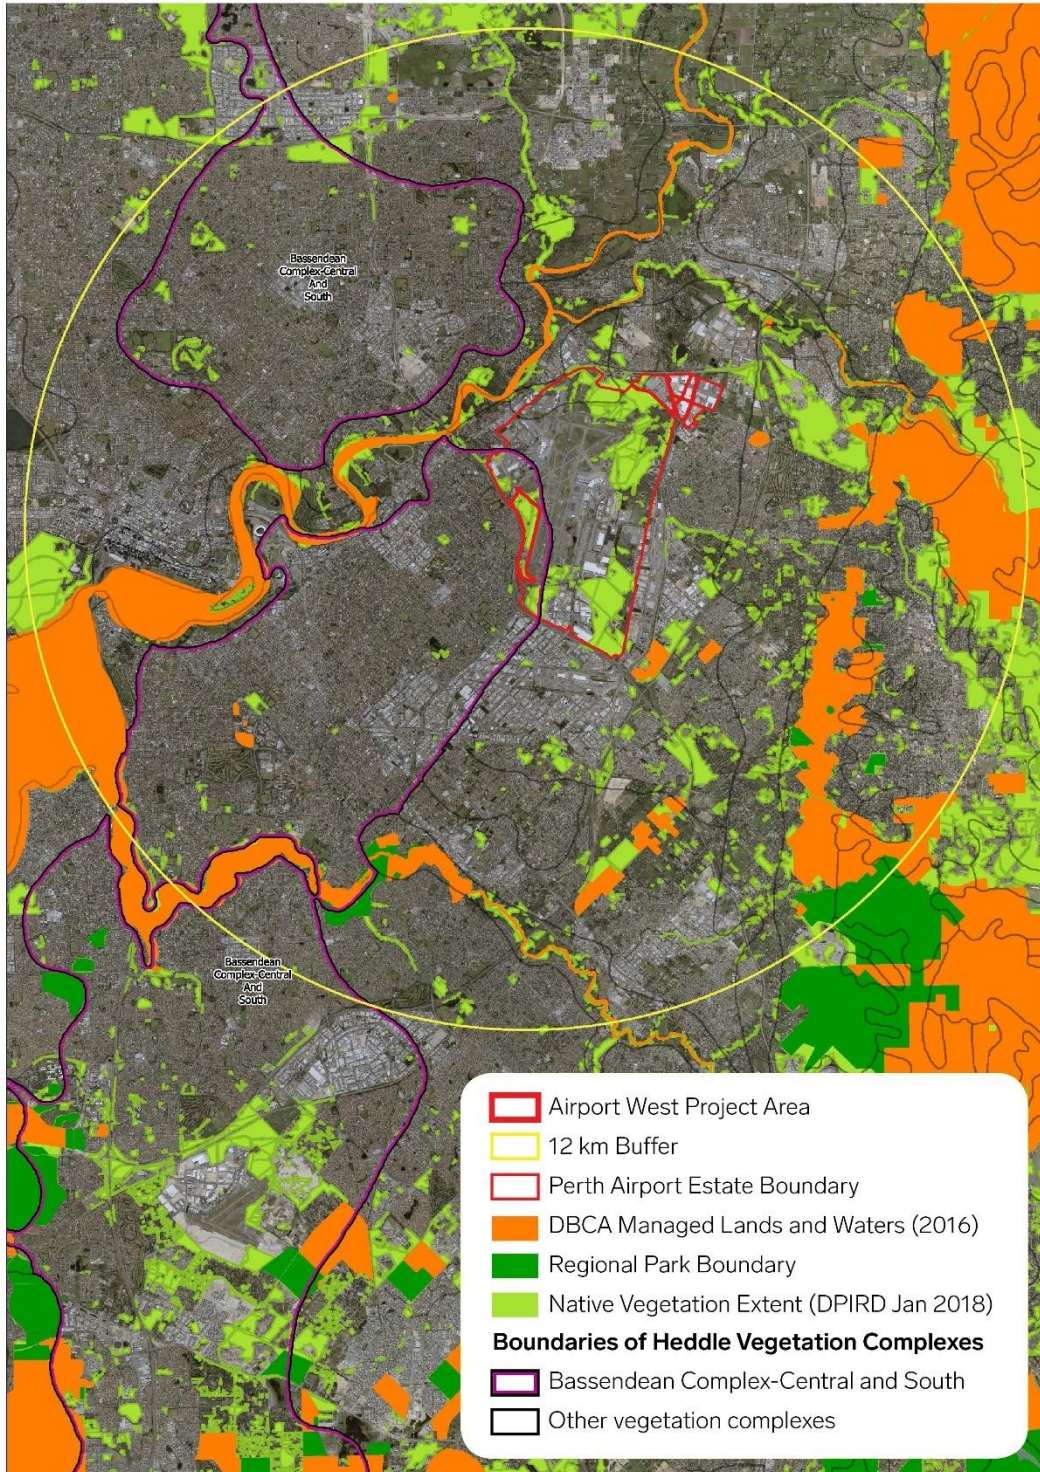 Bassendean
Complex-Central
And
South
Bassendean
Complex-Central
And
South
Airport West Project Area
12 km Buffer
Perth Airport Estate Boundary
DBCA Managed Lands and Waters (2016)
Regional Park Boundary
Native Vegetation Extent (DPIRD Jan 2018)
Boundaries of Heddle Vegetation Complexes
Bassendean Complex-Central and South
Other vegetation complexes